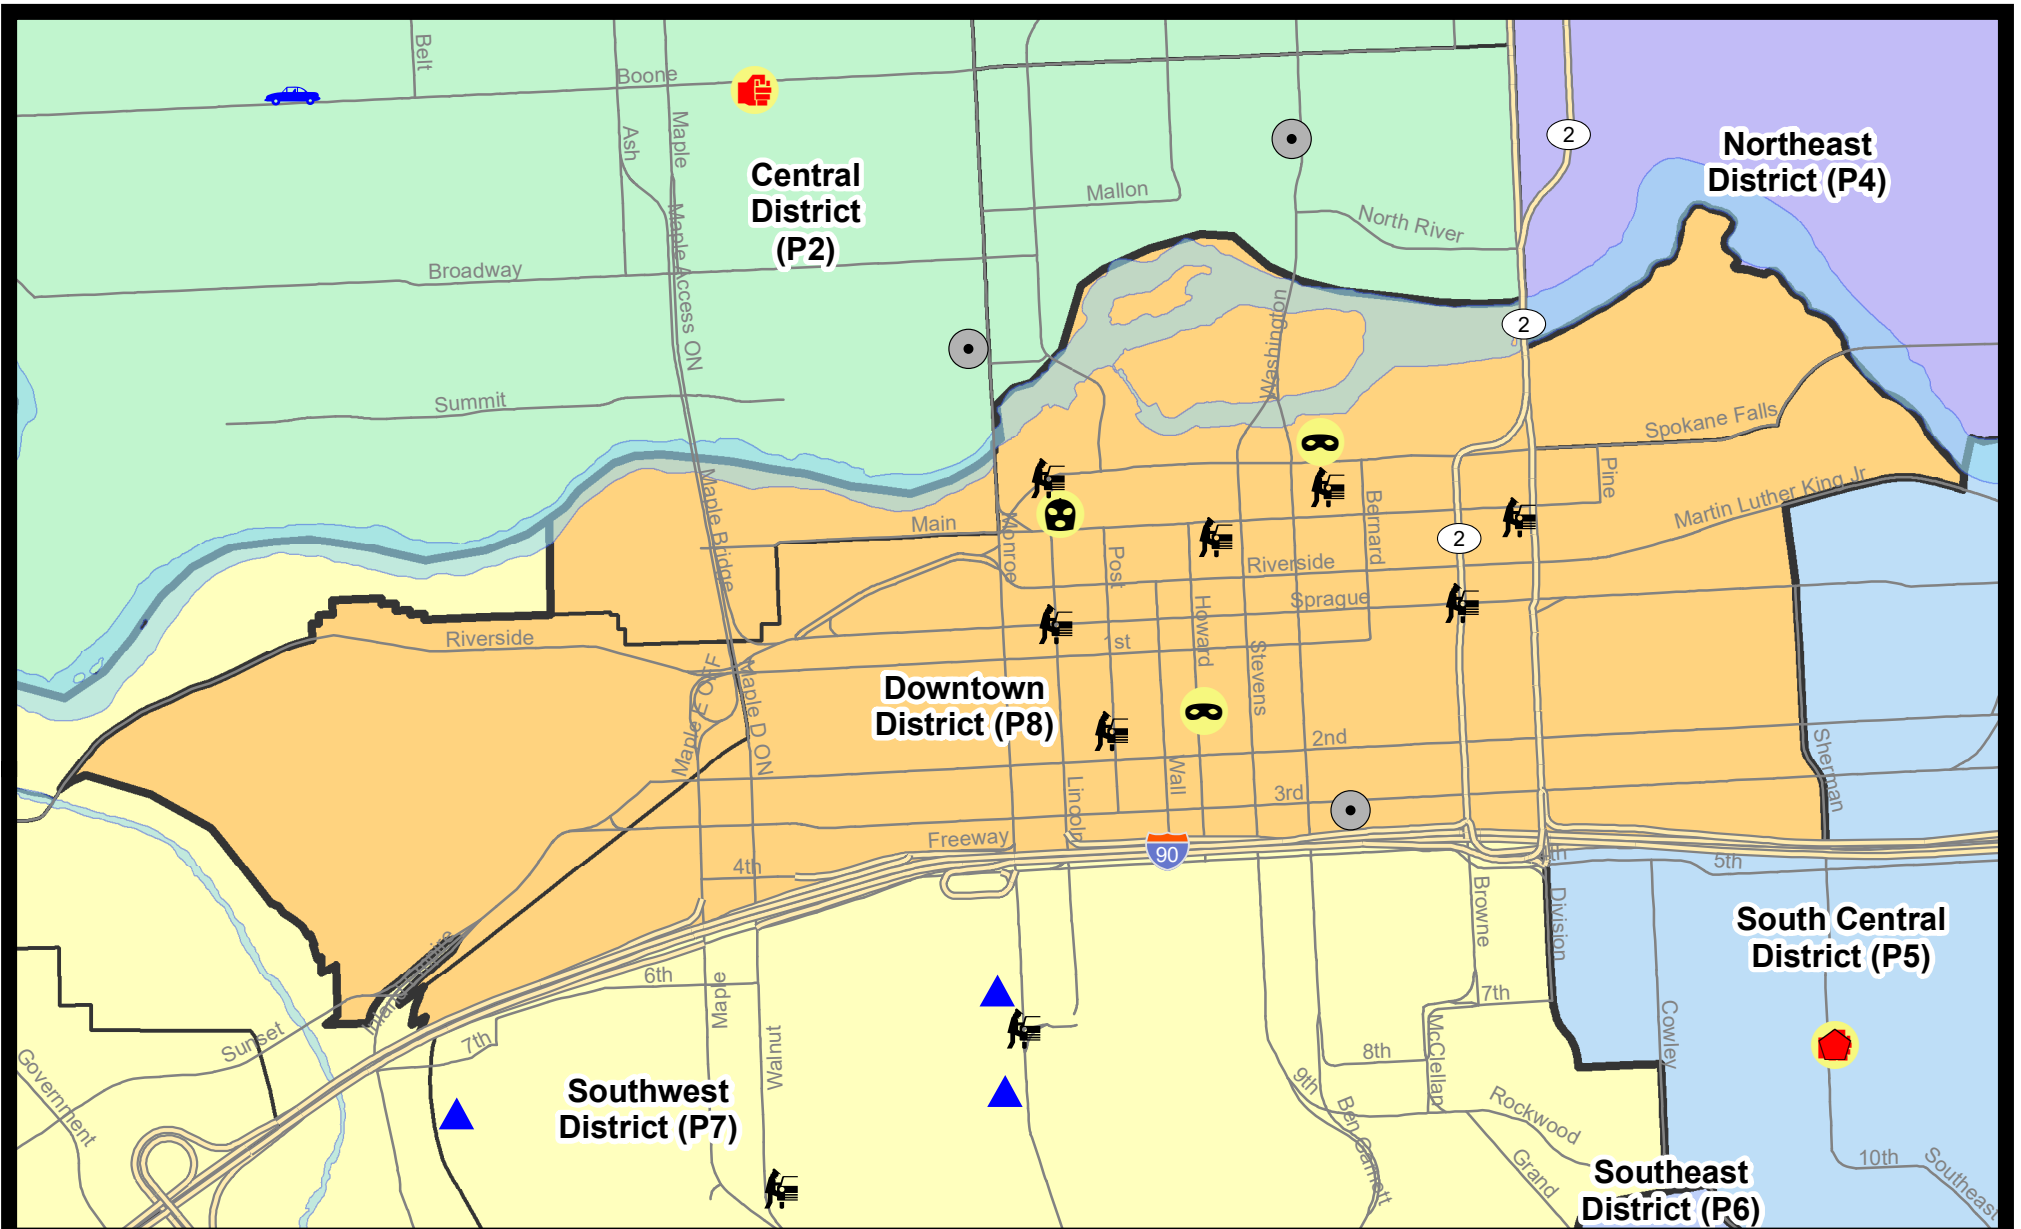 Belt
Boone
2
Ash
Maple
Northeast
District (P4)
Central
District
(P2)
Mallon
North River
Maple Access ON
Broadway
Washington
2
Summit
Spokane Falls
Pine
Martin Luther King Jr
Maple Bridge
Main
Monroe
Bernard
2
Post
Riverside
Howard
Sprague
Riverside
1st
Stevens
Maple E OFF
Maple D ON
Downtown
District (P8)
2nd
Sherman
Wall
Lincoln
3rd
Freeway
90
4th
5th
Browne
Division
South Central
District (P5)
6th
Maple
7th
Sunset
7th
Cowley
Walnut
McClellan
8th
Government
9th
Southwest
District (P7)
Ben Garnett
Rockwood
Grand
10th
Southeast
Southeast
District (P6)